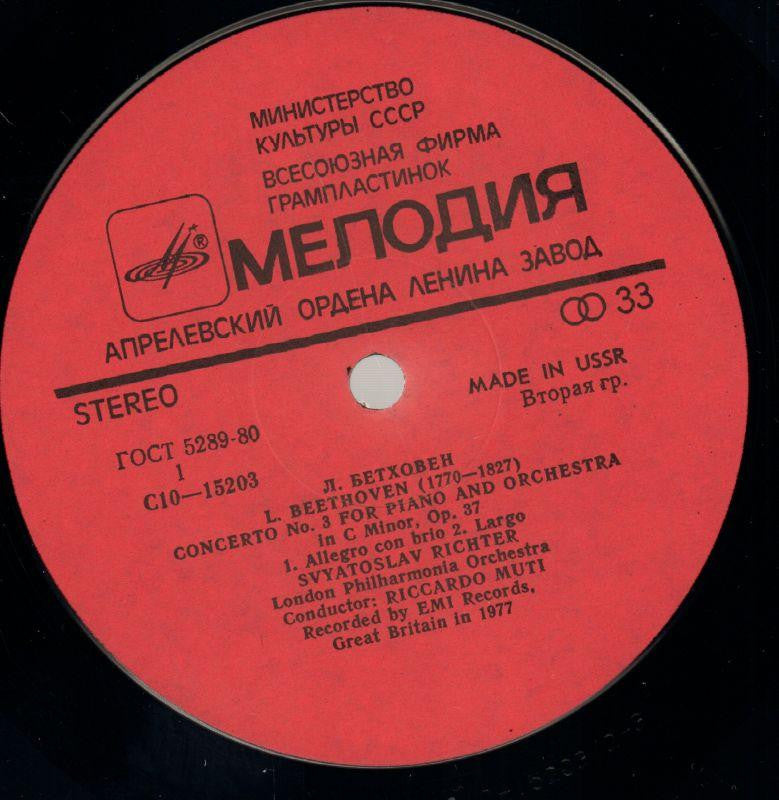 МИНИСТЕРСТВО
КУЛЬТУРЫ СССР
ВСЕСОЮЗНАЯ ФИРМА
ГРАМПЛАСТИНОК
®
МЕЛОДИЯ
АПРЕЛЕВСКИЙ ОРДЕНА ЛЕНИНА ЗАВОД
33
STEREO
MADE IN USSR
Вторая гр.
ГОСТ 5289-80
1
С10—15203
Л. БЕТХОВЕН
L. BEETHOVEN (1770—1827)
CONCERTO No. 3 FOR PIANO AND ORCHESTRA
in C Minor, Op. 37
1. Allegro con brio 2. Largo
SVYATOSLAV RICHTER
London Philharmonia Orchestra
Conductor: RICCARDO MUTI
Recorded by EMI Records,
Great Britain in 1977